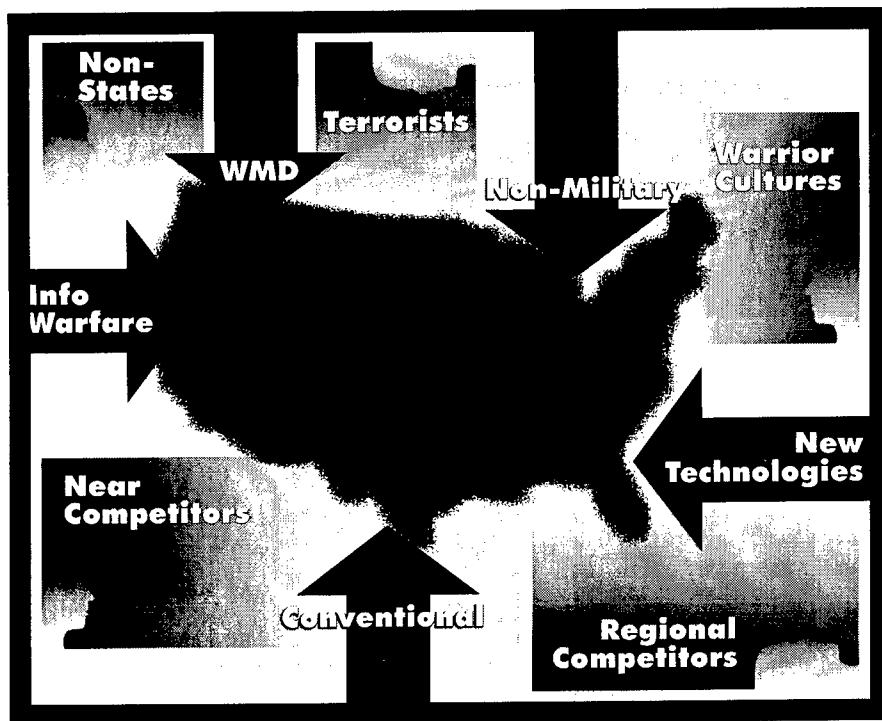 Non-
States
Terrorists
WMD
Non-Military
Warrior
Cultures
Info
Warfare
New
Technologies
Near
Competitors
Conventional
Regional
Competitors